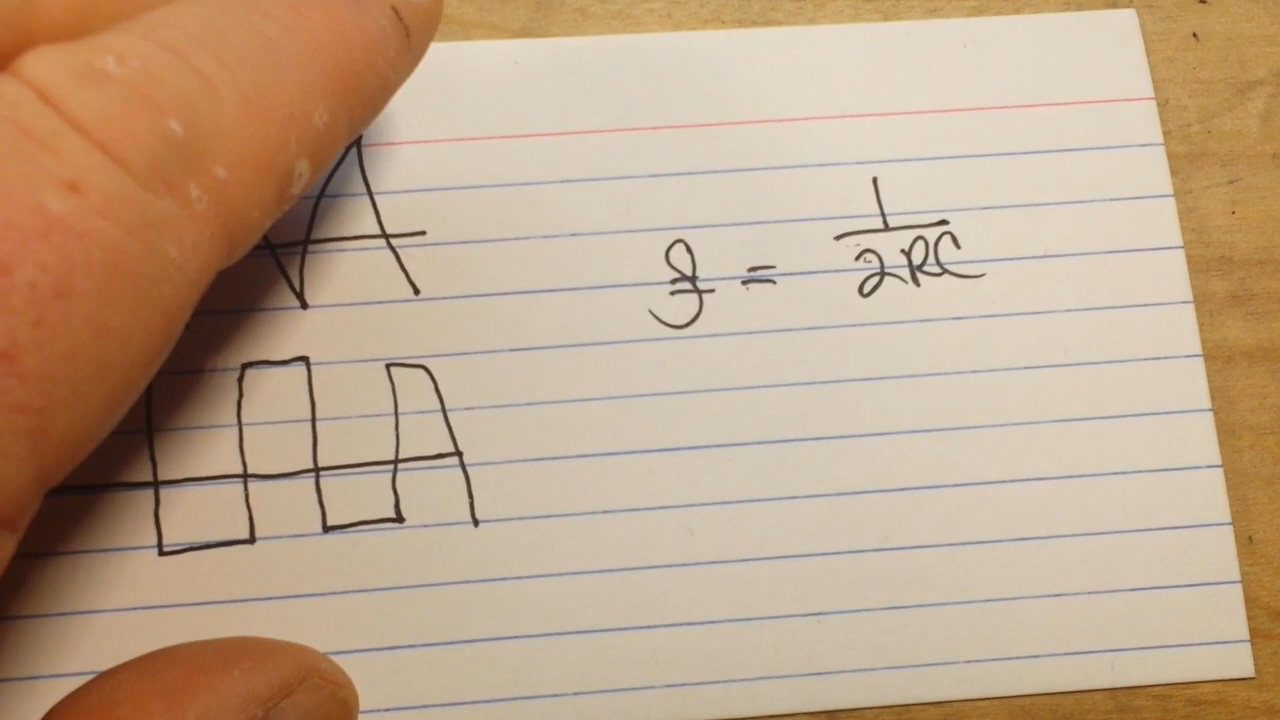 f = 1/2RC